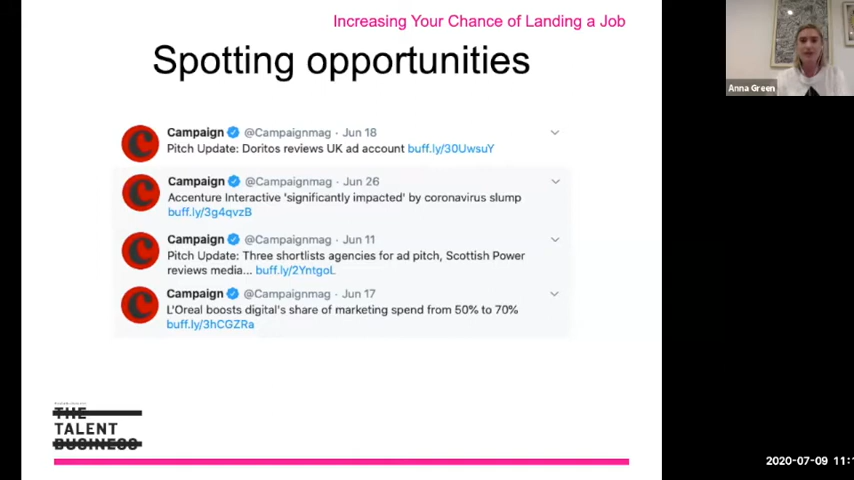 Increasing Your Chance of Landing a Job
Spotting opportunities
Campaign @Campaignmag · Jun 18
Pitch Update: Doritos reviews UK ad account buff.ly/30UwsuY
Campaign @Campaignmag · Jun 26
Accenture Interactive 'significantly impacted' by coronavirus slump
buff.ly/3g4qvzB
Campaign @Campaignmag · Jun 11
Pitch Update: Three shortlists agencies for ad pitch, Scottish Power
reviews media... buff.ly/2YntgoL
Campaign @Campaignmag · Jun 17
L'Oreal boosts digital's share of marketing spend from 50% to 70%
buff.ly/3hCGZRa
THE
TALENT
BUSINESS
Anna Green
2020-07-09 11:1